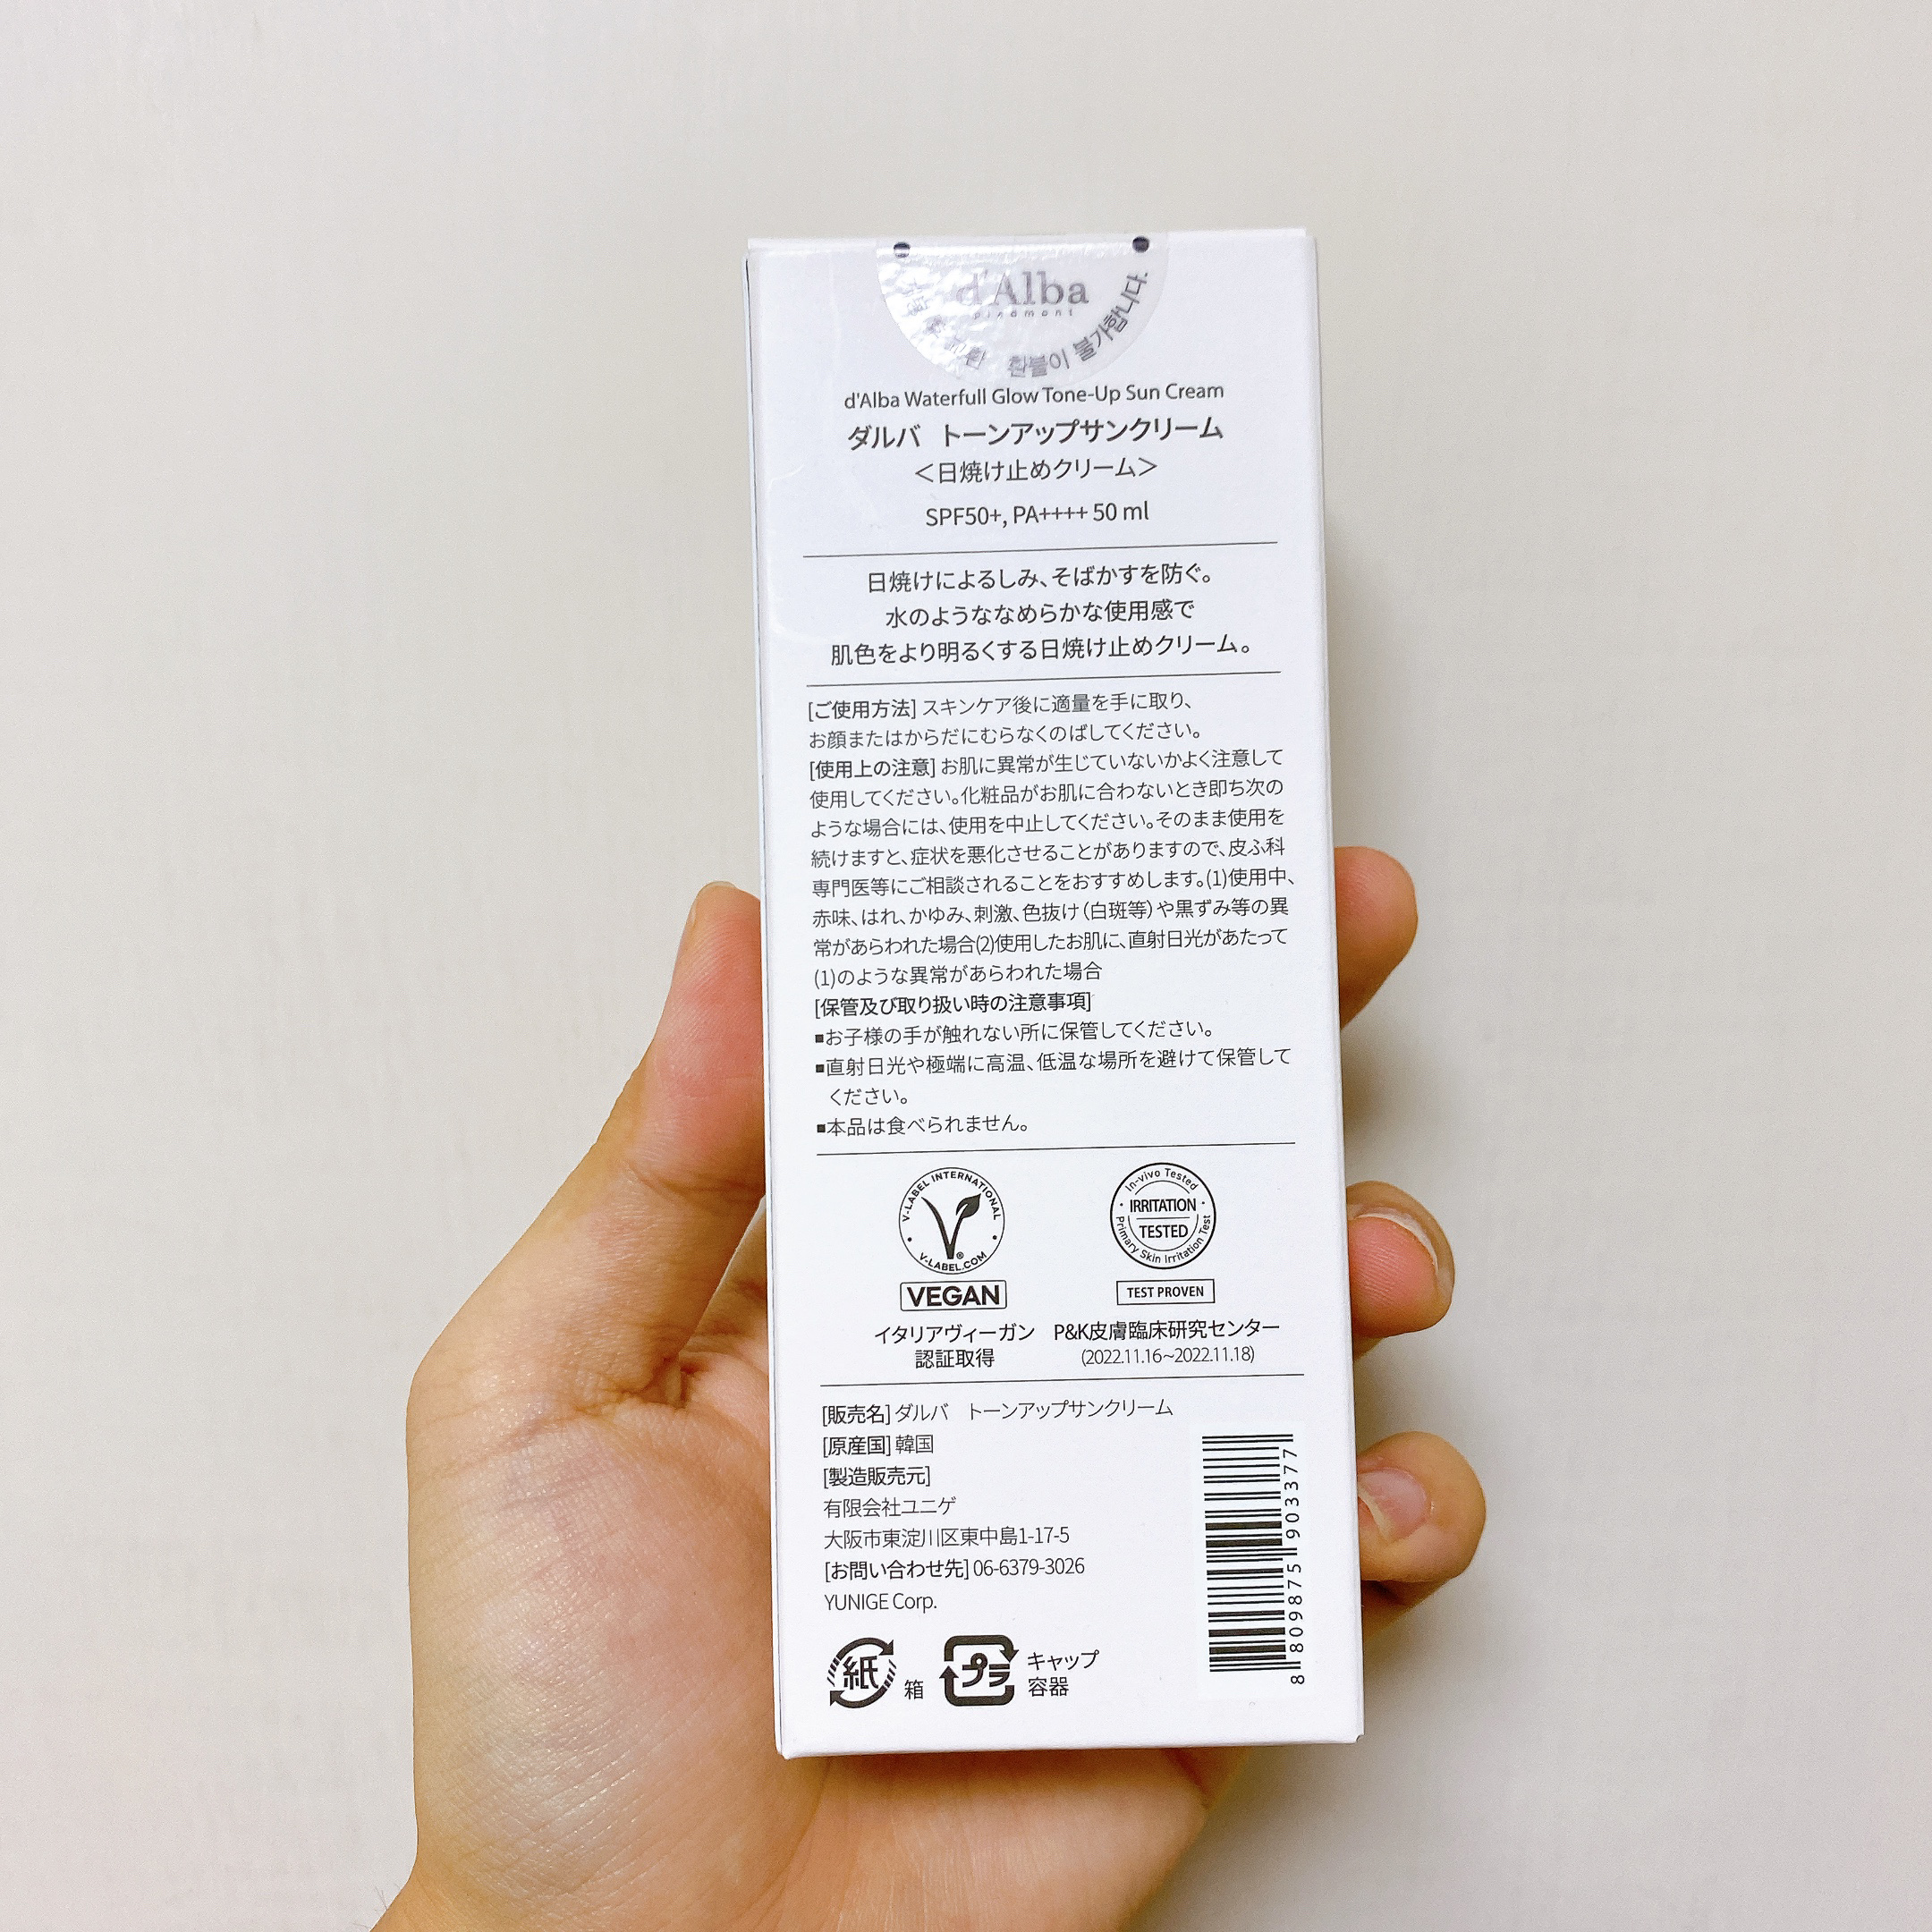 d'Alba
piedmont
환불이 불가합니다.
d'Alba Waterfull Glow Tone-Up Sun Cream
ダルバ トーンアップサンクリーム
＜日焼け止めクリーム＞
SPF50+, PA++++ 50 ml
日焼けによるしみ、そばかすを防ぐ。
水のようななめらかな使用感で
肌色をより明るくする日焼け止めクリーム。
[ご使用方法] スキンケア後に適量を手に取り、
お顔またはからだにむらなくのばしてください。
[使用上の注意] お肌に異常が生じていないかよく注意して
使用してください。化粧品がお肌に合わないとき即ち次の
ような場合には、使用を中止してください。そのまま使用を
続けますと、症状を悪化させることがありますので、皮ふ科
専門医等にご相談されることをおすすめします。(1)使用中、
赤味、はれ、かゆみ、刺激、色抜け（白斑等）や黒ずみ等の異
常があらわれた場合(2)使用したお肌に、直射日光があたって
(1)のような異常があらわれた場合
[保管及び取り扱い時の注意事項]
■お子様の手が触れない所に保管してください。
■直射日光や極端に高温、低温な場所を避けて保管して
ください。
■本品は食べられません。
V-LABEL INTERNATIONAL
V-LABEL.COM
VEGAN
イタリアヴィーガン
認証取得
In-vivo Tested
IRRITATION
TESTED
Primary Skin Irritation Test
TEST PROVEN
P&K皮膚臨床研究センター
(2022.11.16~2022.11.18)
[販売名] ダルバ トーンアップサンクリーム
[原産国] 韓国
[製造販売元]
有限会社ユニゲ
大阪市東淀川区東中島1-17-5
[お問い合わせ先] 06-6379-3026
YUNIGE Corp.
紙 箱
プラ キャップ
容器
8 809875 903377